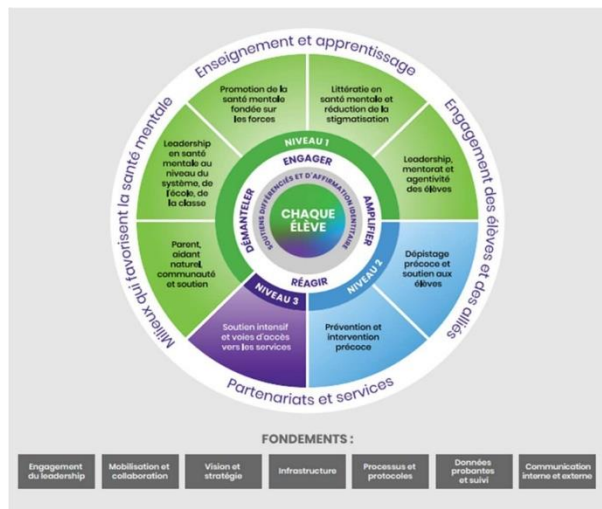 Enseignement et apprentissage
Engagement des élèves et des alliés
Partenariats et services
Milieux qui favorisent la santé mentale
Promotion de la
santé mentale
fondée sur
les forces
Littératie en
santé mentale et
réduction de la
stigmatisation
Leadership,
mentorat et
agentivité
des élèves
Dépistage
précoce et
soutien aux
élèves
Prévention et
intervention
précoce
Soutien intensif
et voies d'accès
vers les services
Parent,
aidant
naturel,
communauté
et soutien
Leadership
en santé
mentale au
niveau du
système, de
l'école, de
la classe
NIVEAU 1
NIVEAU 2
NIVEAU 3
ENGAGER
AMPLIFIER
RÉAGIR
DÉMANTELER
SOUTIENS DIFFÉRENCIÉS ET D'AFFIRMATION IDENTITAIRE
CHAQUE
ÉLÈVE
FONDEMENTS :
Engagement
du leadership
Mobilisation et
collaboration
Vision et
stratégie
Infrastructure
Processus et
protocoles
Données
probantes
et suivi
Communication
interne et externe